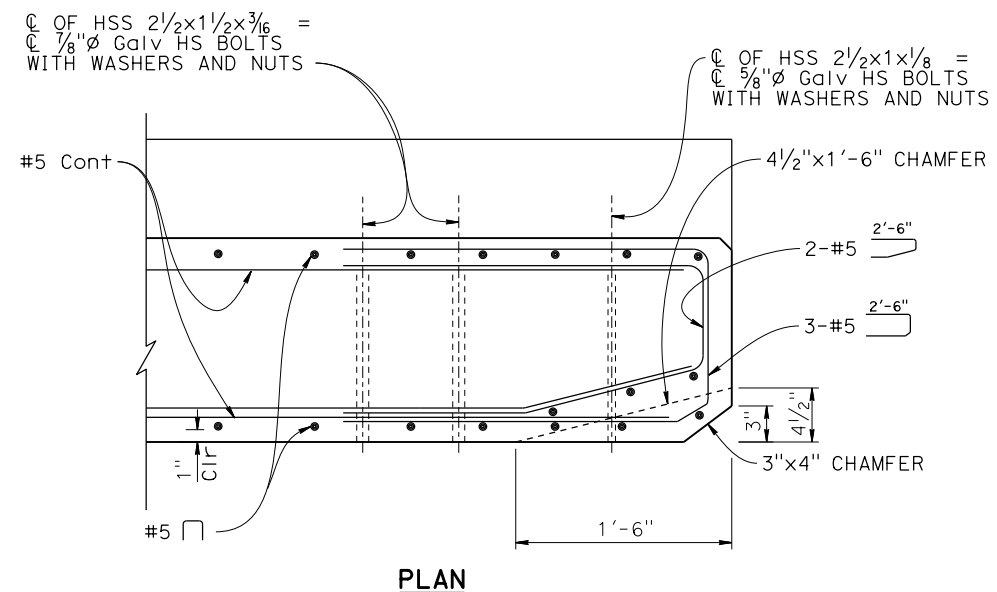 ℄ OF HSS 2½x1½x3/16 =
℄ ⅞"Ø Galv HS BOLTS
WITH WASHERS AND NUTS
℄ OF HSS 2½x1x⅛ =
℄ ⅝"Ø Galv HS BOLTS
WITH WASHERS AND NUTS
#5 Cont
4½"x1'-6" CHAMFER
2'-6"
2-#5
2'-6"
3-#5
3"
4½"
1"
Clr
3"x4" CHAMFER
#5
1'-6"
PLAN